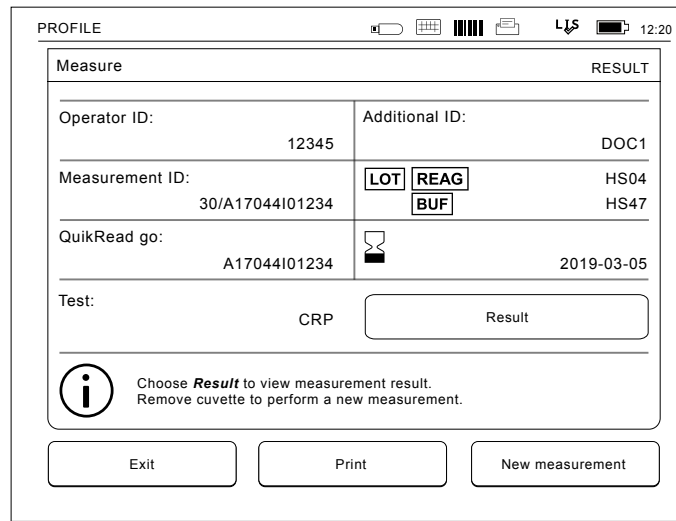 PROFILE
LIS
12:20
Measure
RESULT
Operator ID:
12345
Additional ID:
DOC1
Measurement ID:
30/A17044I01234
LOT REAG
HS04
BUF
HS47
QuikRead go:
A17044I01234
2019-03-05
Test:
CRP
Result
i
Choose Result to view measurement result.
Remove cuvette to perform a new measurement.
Exit
Print
New measurement